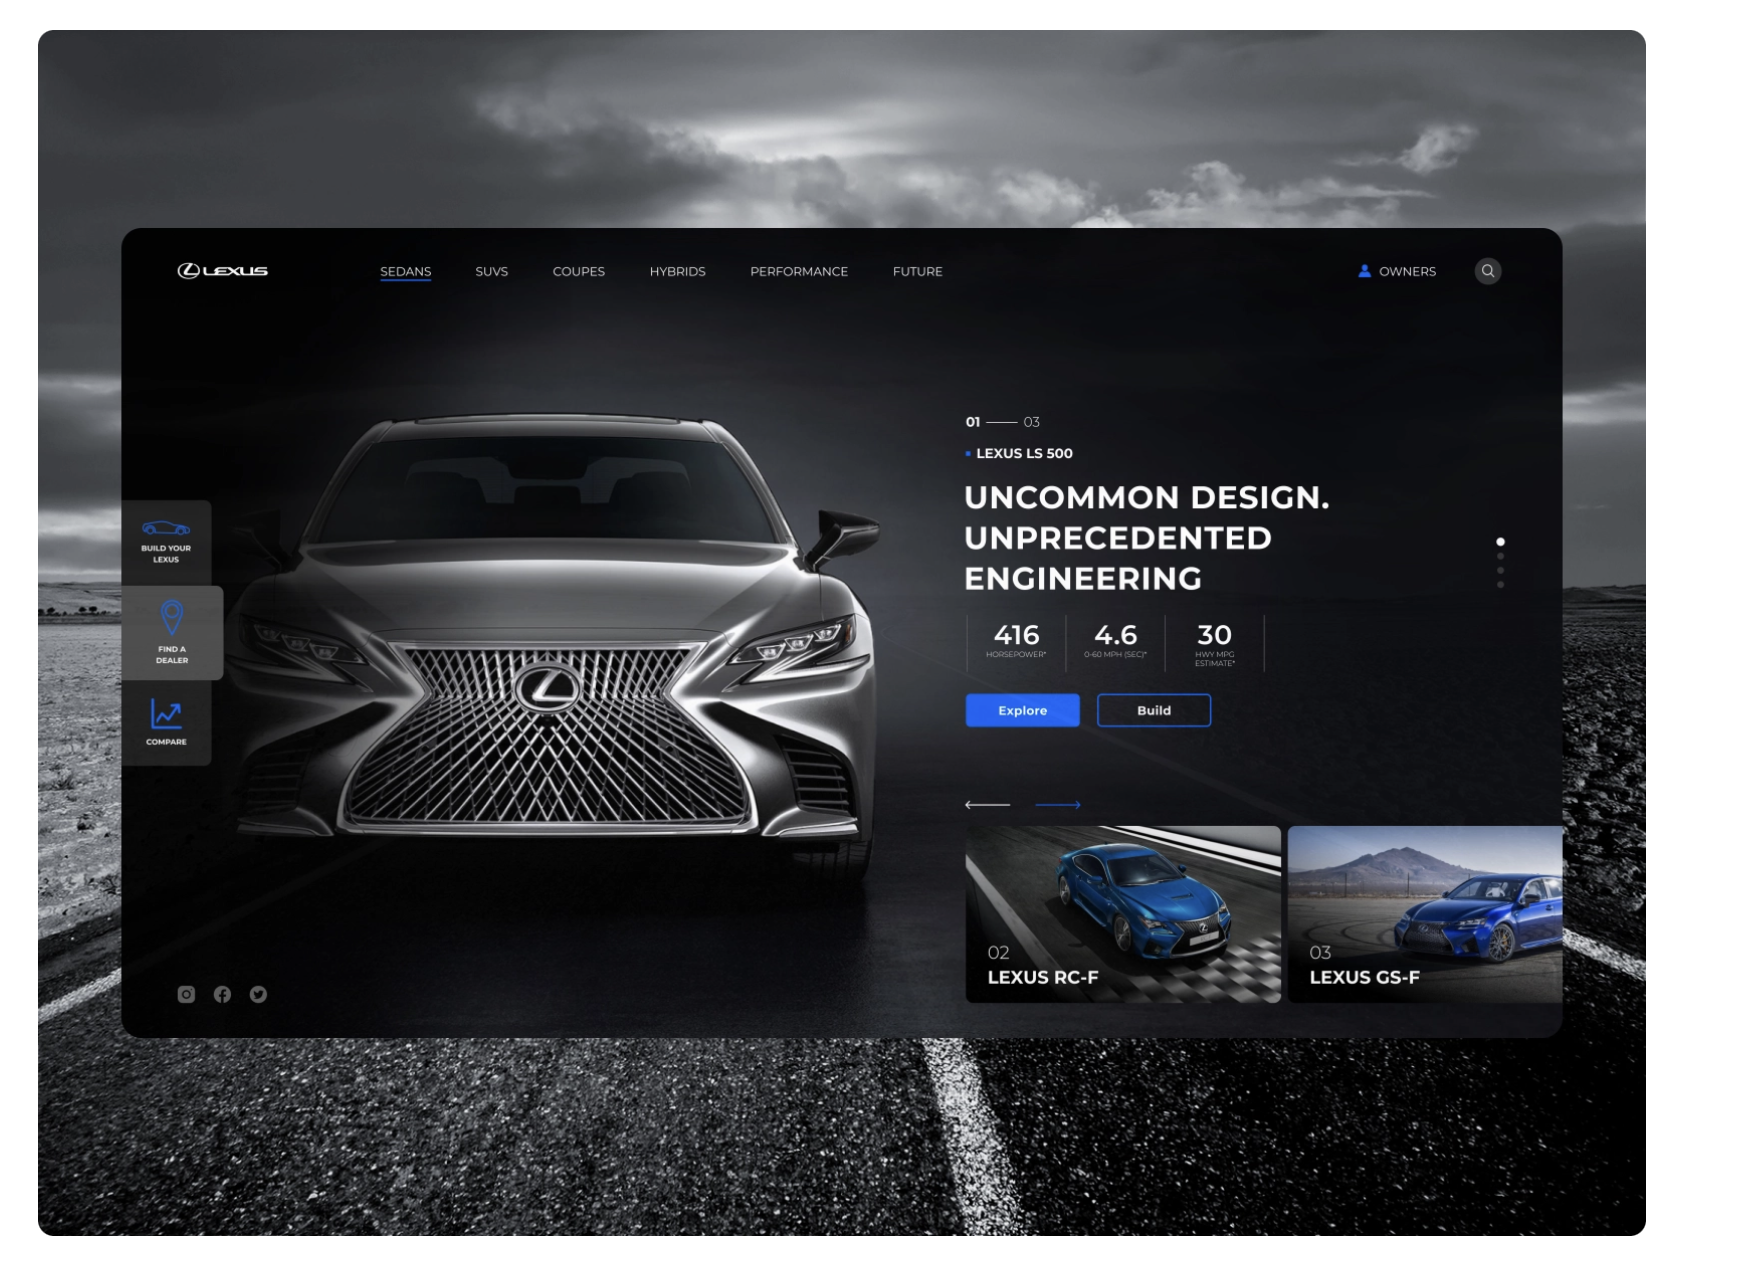 LEXUS
SEDANS
SUVS
COUPES
HYBRIDS
PERFORMANCE
FUTURE
OWNERS
BUILD YOUR
LEXUS
FIND A
DEALER
COMPARE
01 03
LEXUS LS 500
UNCOMMON DESIGN.
UNPRECEDENTED
ENGINEERING
416
HORSEPOWER*
4.6
0-60 MPH (SEC)*
30
HWY MPG
ESTIMATE*
Explore
Build
02
LEXUS RC-F
03
LEXUS GS-F